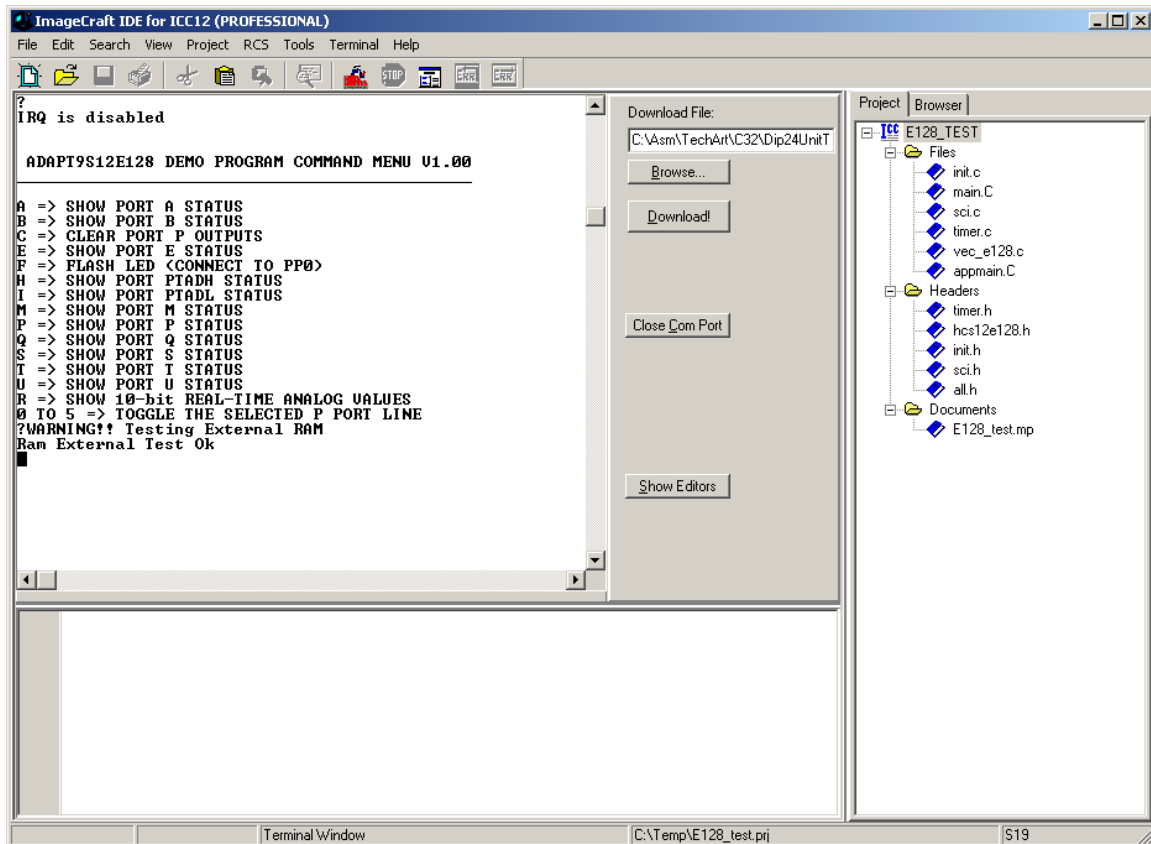 ImageCraft IDE for ICC12 (PROFESSIONAL)
File Edit Search View Project RCS Tools Terminal Help
STOP
ERR
ERR
?
IRQ is disabled
ADAPT9S12E128 DEMO PROGRAM COMMAND MENU V1.00
A => SHOW PORT A STATUS
B => SHOW PORT B STATUS
C => CLEAR PORT P OUTPUTS
E => SHOW PORT E STATUS
F => FLASH LED (CONNECT TO PP0)
H => SHOW PORT PTADH STATUS
I => SHOW PORT PTADL STATUS
M => SHOW PORT M STATUS
P => SHOW PORT P STATUS
Q => SHOW PORT Q STATUS
S => SHOW PORT S STATUS
T => SHOW PORT T STATUS
U => SHOW PORT U STATUS
R => SHOW 10-bit REAL-TIME ANALOG VALUES
0 TO 5 => TOGGLE THE SELECTED P PORT LINE
?WARNING!! Testing External RAM
Ram External Test Ok
Download File:
C:\Asm\TechArt\C32\Dip24UnitT
Browse...
Download!
Close Com Port
Show Editors
Project Browser
ICC E128_TEST
Files
init.c
main.C
sci.c
timer.c
vec_e128.c
appmain.C
Headers
timer.h
hcs12e128.h
init.h
sci.h
all.h
Documents
E128_test.mp
Terminal Window
C:\Temp\E128_test.prj
S19